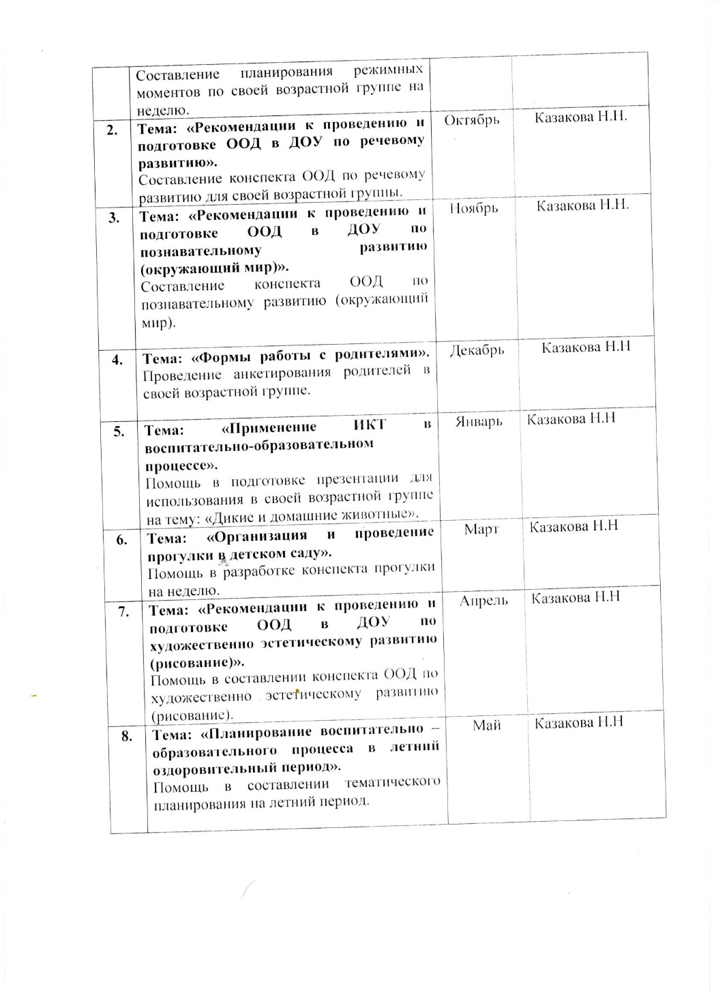 Составление планирования режимных
моментов по своей возрастной группе на
неделю.
2. Тема: «Рекомендации к проведению и Октябрь Казакова Н.Н.
подготовке ООД в ДОУ по речевому
развитию».
Составление конспекта ООД по речевому
развитию для своей возрастной группы.
3. Тема: «Рекомендации к проведению и Ноябрь Казакова Н.Н.
подготовке ООД в ДОУ по
познавательному развитию
(окружающий мир)».
Составление конспекта ООД по
познавательному развитию (окружающий
мир).
4. Тема: «Формы работы с родителями». Декабрь Казакова Н.Н
Проведение анкетирования родителей в
своей возрастной группе.
5. Тема: «Применение ИКТ в Январь Казакова Н.Н
воспитательно-образовательном
процессе».
Помощь в подготовке презентации для
использования в своей возрастной группе
на тему: «Дикие и домашние животные».
6. Тема: «Организация и проведение Март Казакова Н.Н
прогулки в детском саду».
Помощь в разработке конспекта прогулки
на неделю.
7. Тема: «Рекомендации к проведению и Апрель Казакова Н.Н
подготовке ООД в ДОУ по
художественно эстетическому развитию
(рисование)».
Помощь в составлении конспекта ООД по
художественно эстетическому развитию
(рисование).
8. Тема: «Планирование воспитательно – Май Казакова Н.Н
образовательного процесса в летний
оздоровительный период».
Помощь в составлении тематического
планирования на летний период.